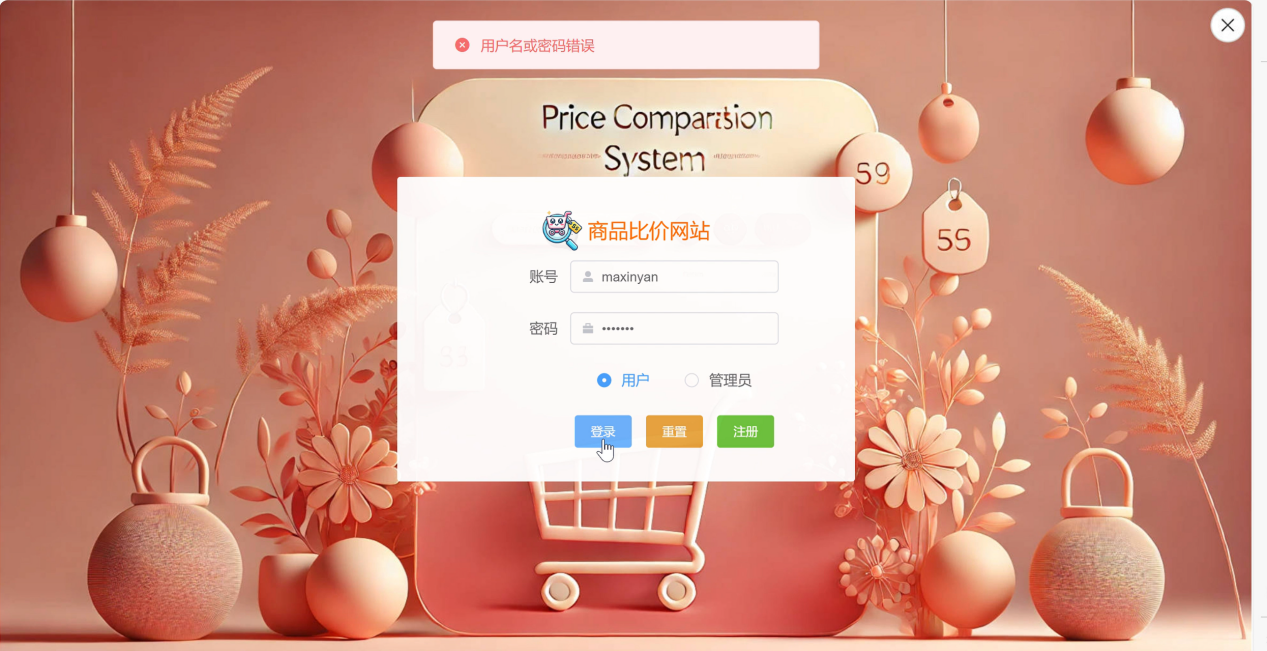 用户名或密码错误
Price Compartision
System
59
55
商品比价网站
账号 maxinyan
密码 •••••••
用户 管理员
登录 重置 注册